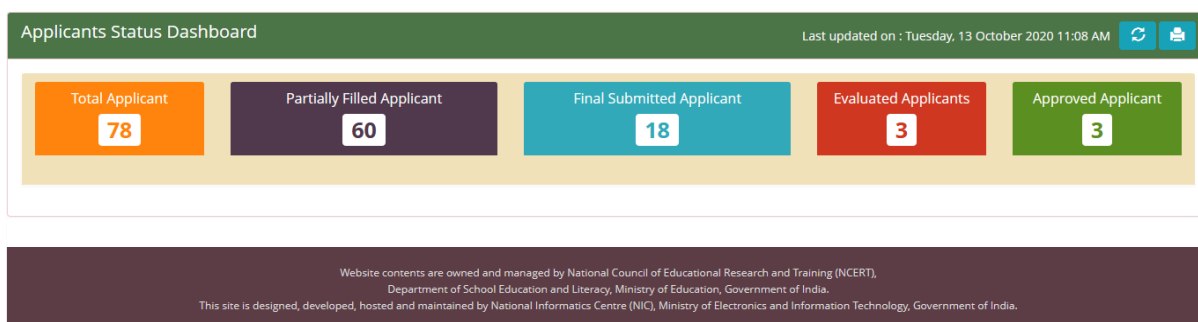 Applicants Status Dashboard
Last updated on : Tuesday, 13 October 2020 11:08 AM
Total Applicant
78
Partially Filled Applicant
60
Final Submitted Applicant
18
Evaluated Applicants
3
Approved Applicant
3
Website contents are owned and managed by National Council of Educational Research and Training (NCERT),
Department of School Education and Literacy, Ministry of Education, Government of India.
This site is designed, developed, hosted and maintained by National Informatics Centre (NIC), Ministry of Electronics and Information Technology, Government of India.